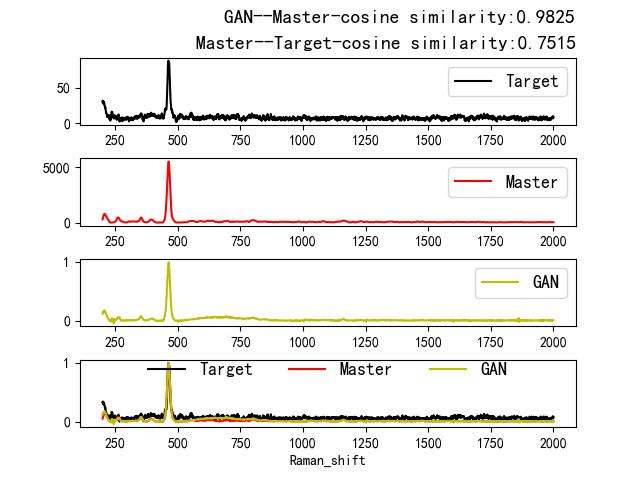 GAN--Master-cosine similarity:0.9825
Master--Target-cosine similarity:0.7515
50
0
Target
250 500 750 1000 1250 1500 1750 2000
5000
0
Master
250 500 750 1000 1250 1500 1750 2000
1
0
GAN
250 500 750 1000 1250 1500 1750 2000
1
0
Target Master GAN
250 500 750 1000 1250 1500 1750 2000
Raman_shift